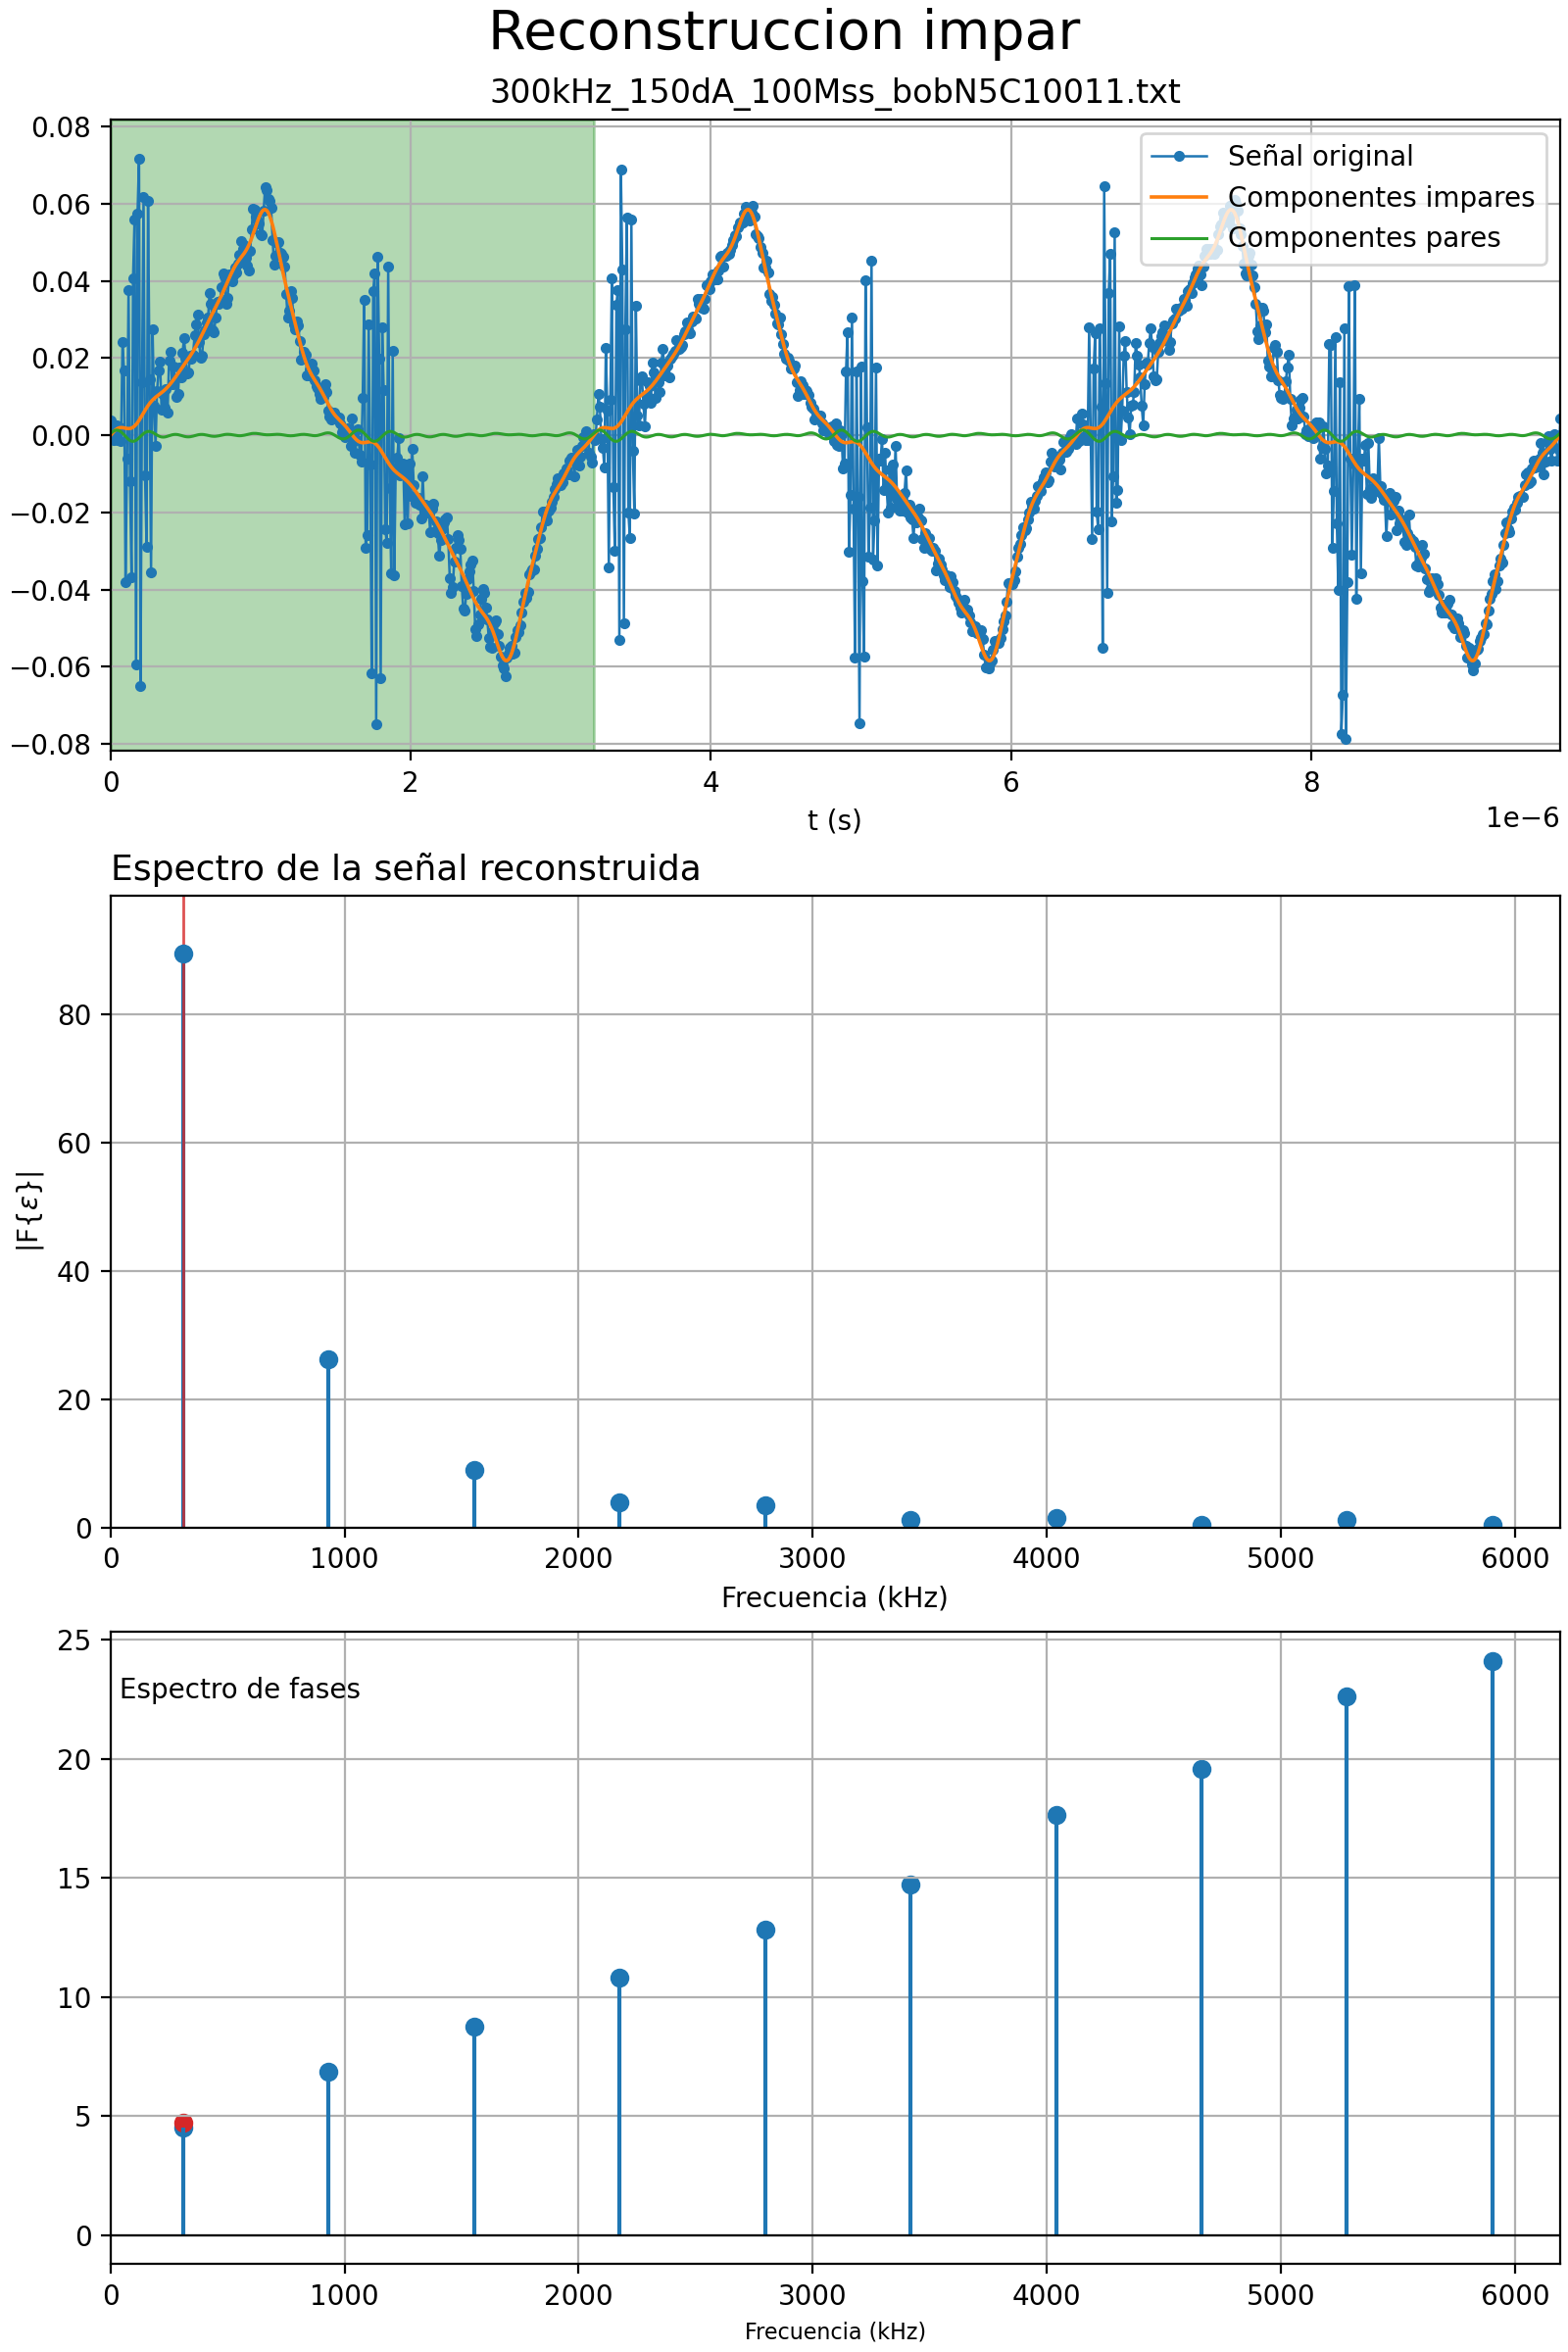 Reconstruccion impar
300kHz_150dA_100Mss_bobN5C10011.txt
0.08
0.06
0.04
0.02
0.00
−0.02
−0.04
−0.06
−0.08
Señal original
Componentes impares
Componentes pares
0 2 4 6 8
1e−6
t (s)
Espectro de la señal reconstruida
80
60
40
20
0
|F{ε}|
0 1000 2000 3000 4000 5000 6000
Frecuencia (kHz)
25
20
15
10
5
0
Espectro de fases
0 1000 2000 3000 4000 5000 6000
Frecuencia (kHz)